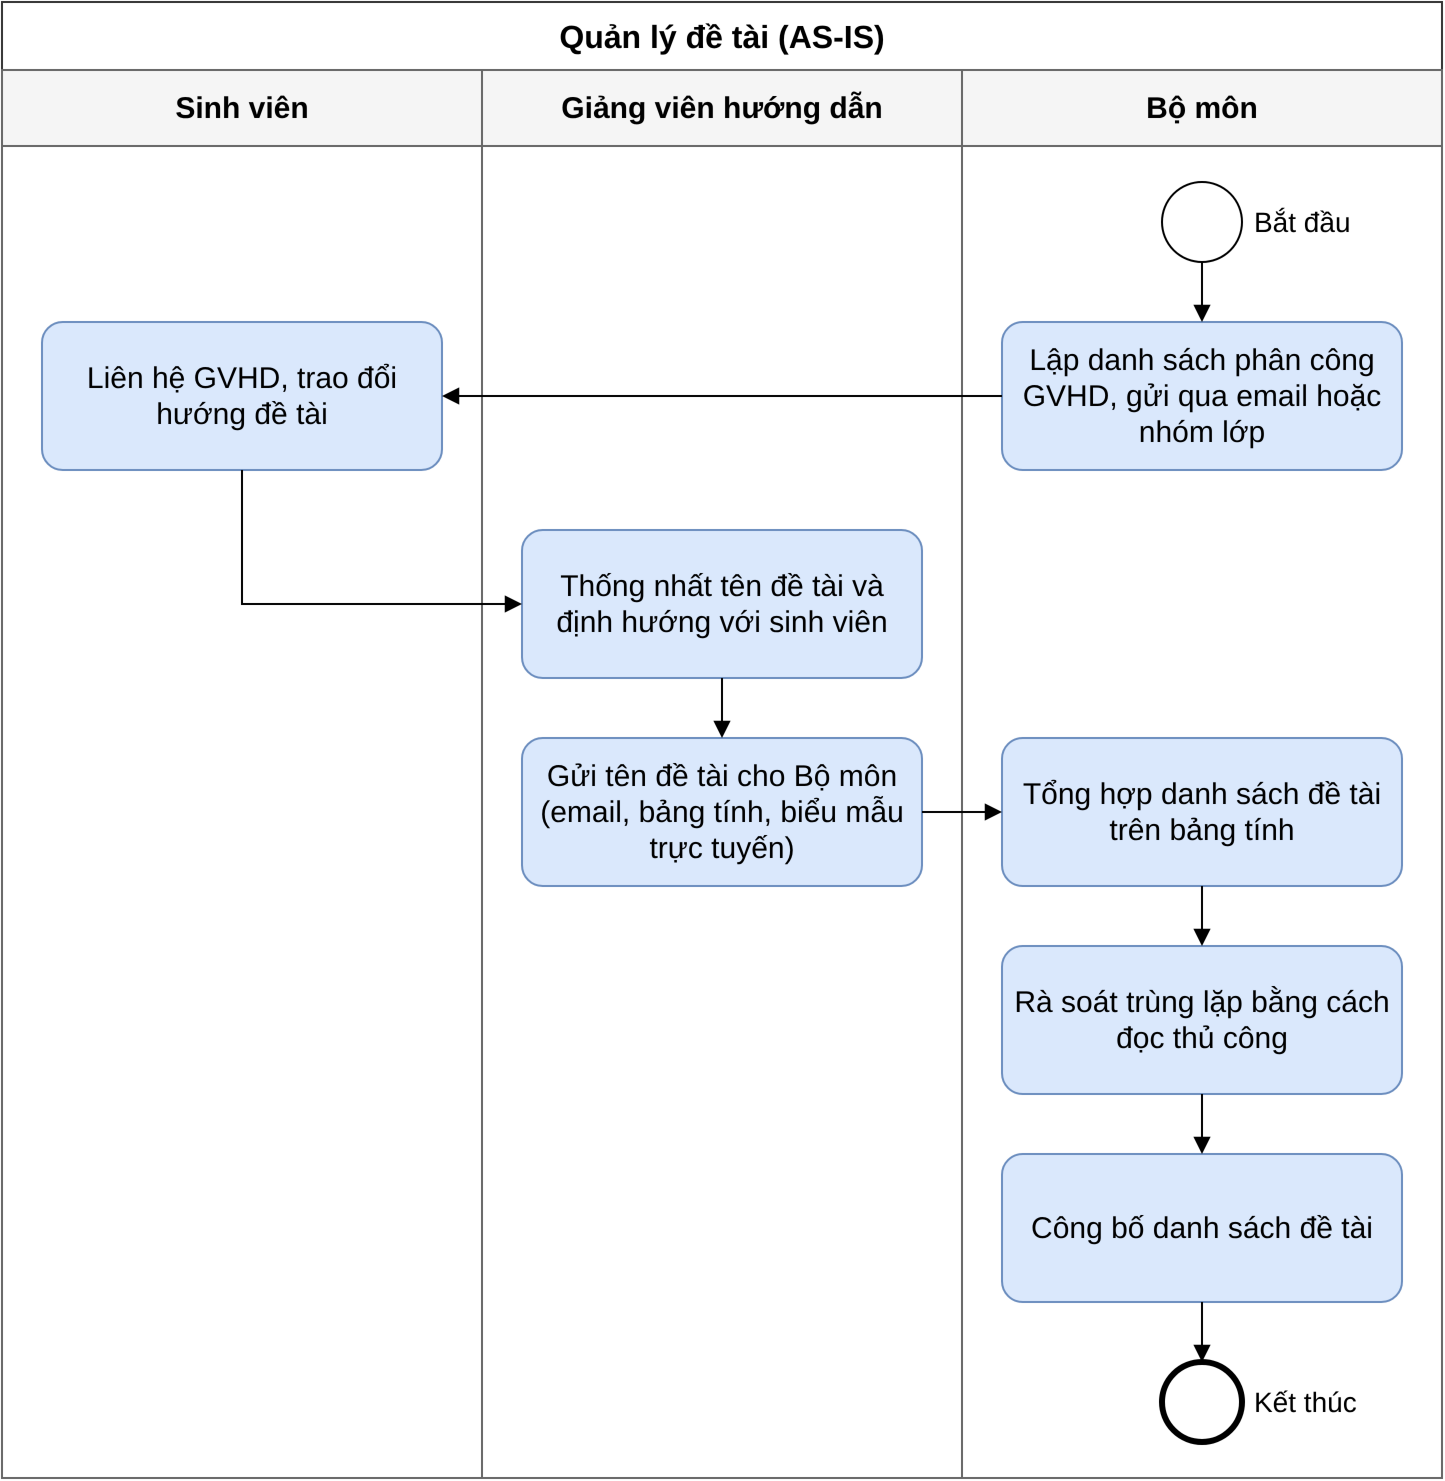 Quản lý đề tài (AS-IS)
Sinh viên
Giảng viên hướng dẫn
Bộ môn
Bắt đầu
Lập danh sách phân công
GVHD, gửi qua email hoặc
nhóm lớp
Liên hệ GVHD, trao đổi
hướng đề tài
Thống nhất tên đề tài và
định hướng với sinh viên
Gửi tên đề tài cho Bộ môn
(email, bảng tính, biểu mẫu
trực tuyến)
Tổng hợp danh sách đề tài
trên bảng tính
Rà soát trùng lặp bằng cách
đọc thủ công
Công bố danh sách đề tài
Kết thúc